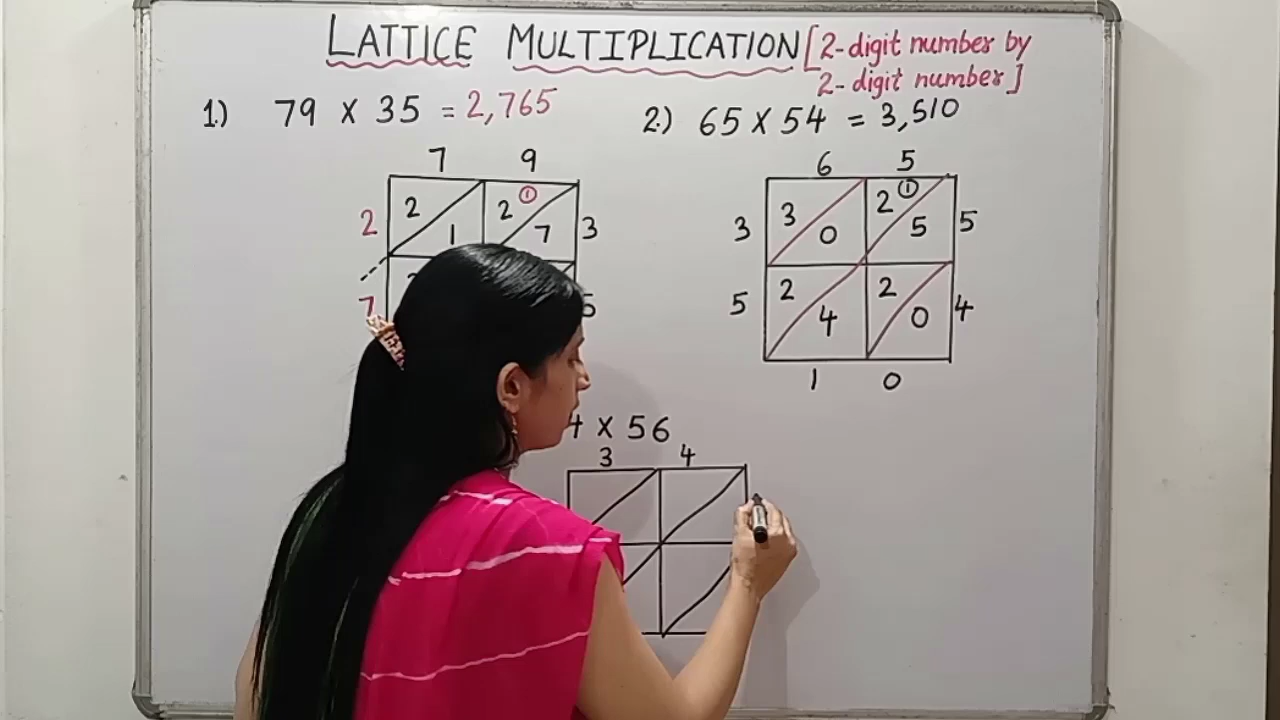 LATTICE MULTIPLICATION [2-digit number by
2-digit number]
1.) 79 X 35 = 2,765
2.) 65 X 54 = 3,510
7 9
2 2 1 2 ① 7 3
7
6 5
3 3 0 2 ① 5 5
5 2 4 2 0 4
1 0
4 X 56
3 4